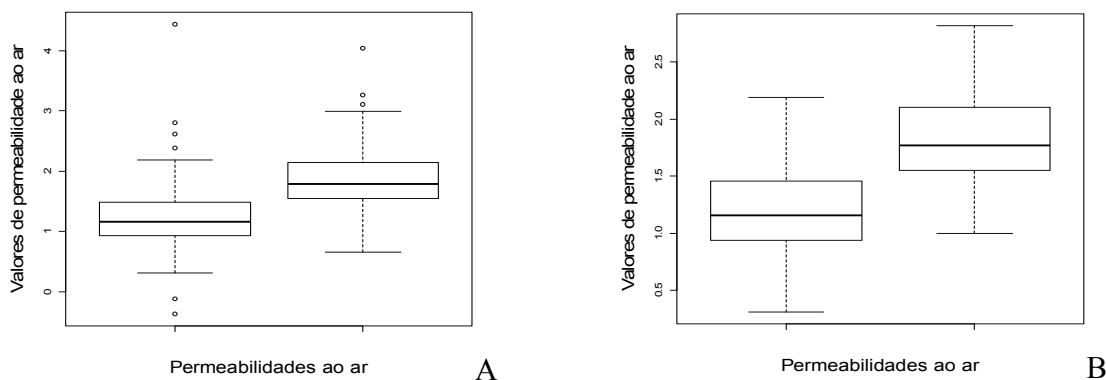 Valores de permeabilidade ao ar
4
3
2
1
0
Permeabilidades ao ar
A
Valores de permeabilidade ao ar
2.5
2.0
1.5
1.0
0.5
Permeabilidades ao ar
B